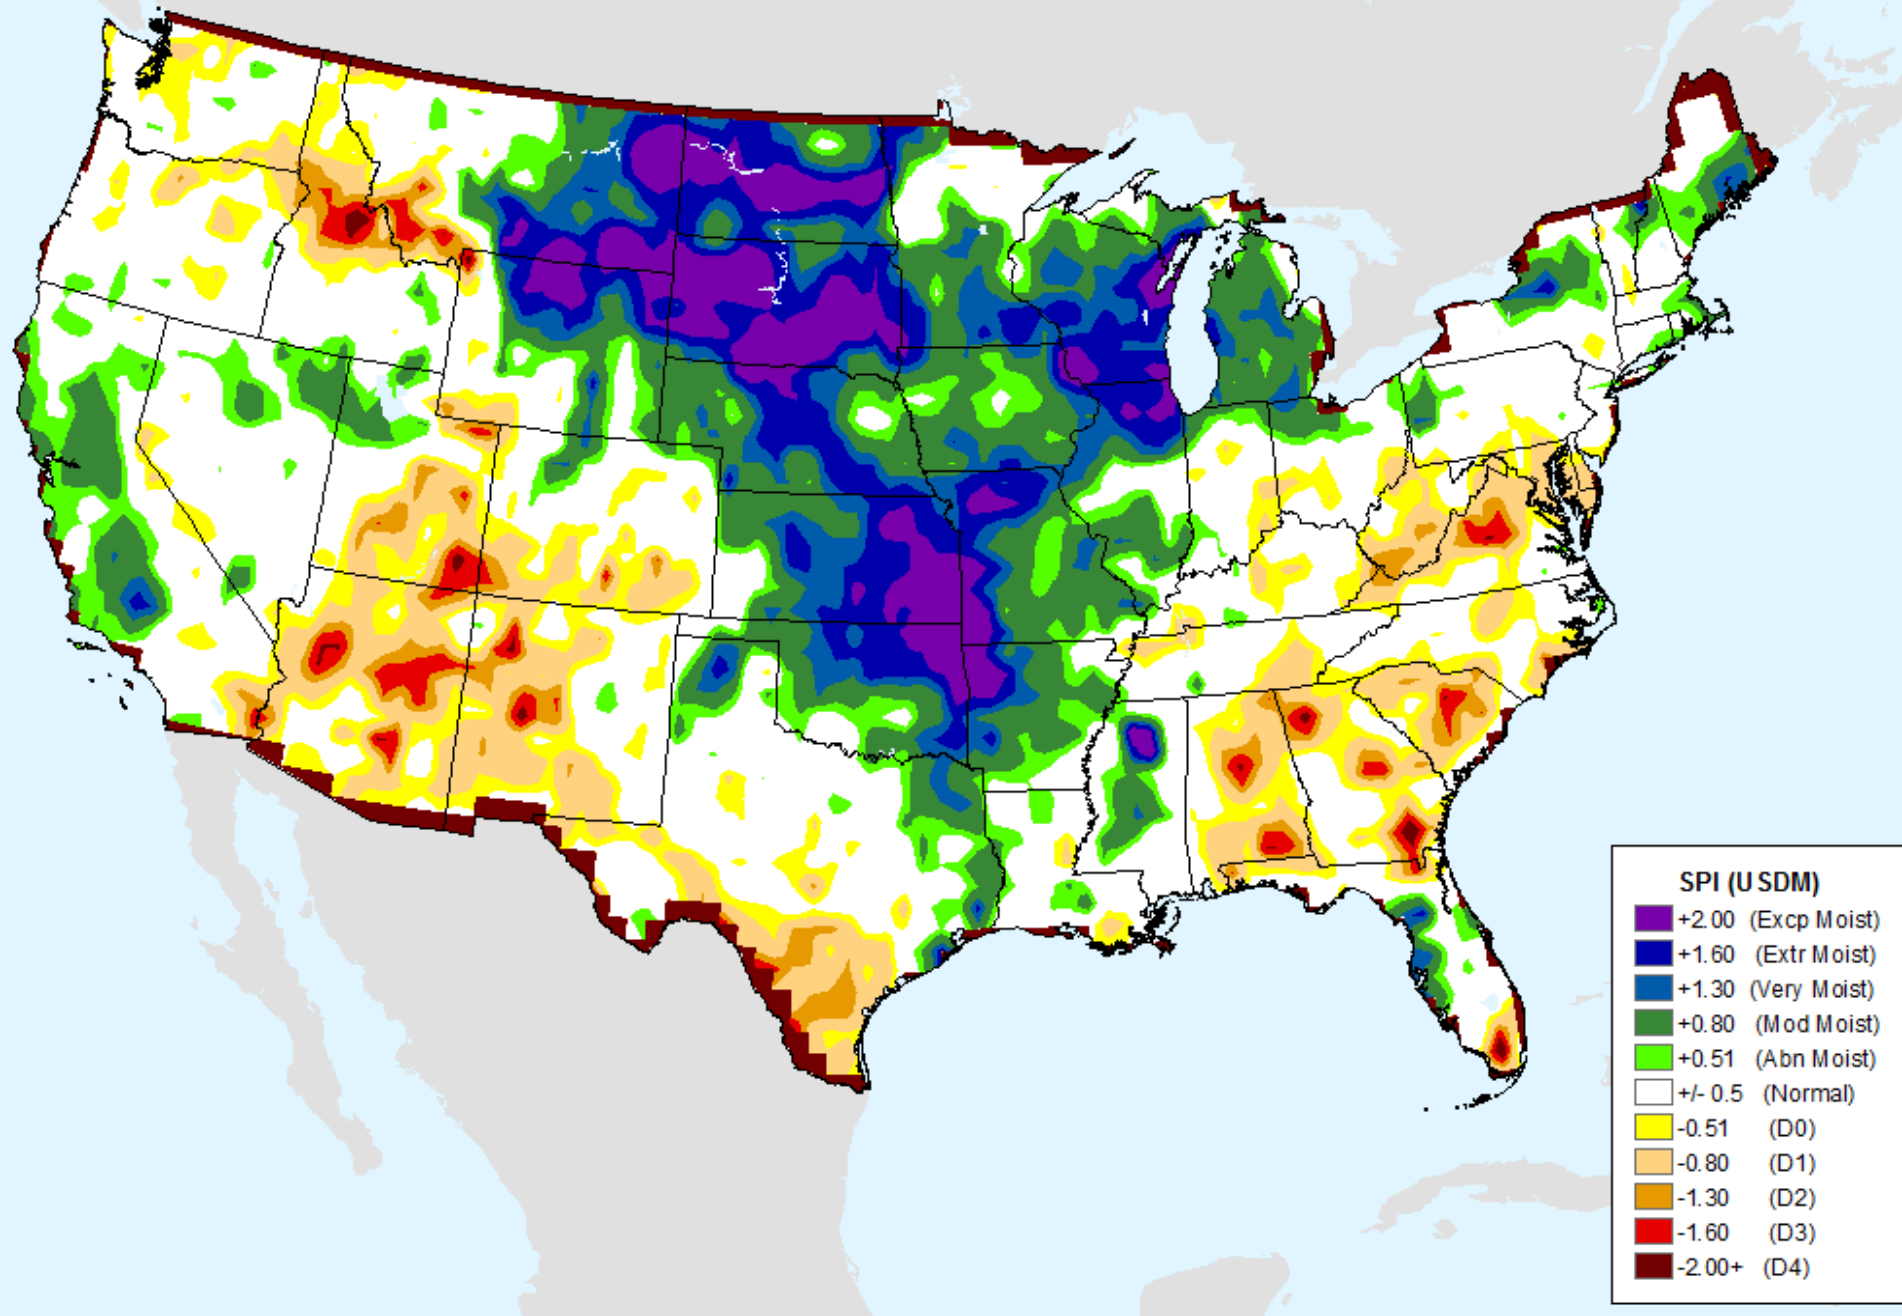 SPI (USDM)
+2.00 (Excp Moist)
+1.60 (Extr Moist)
+1.30 (Very Moist)
+0.80 (Mod Moist)
+0.51 (Abn Moist)
+/- 0.5 (Normal)
-0.51 (D0)
-0.80 (D1)
-1.30 (D2)
-1.60 (D3)
-2.00+ (D4)